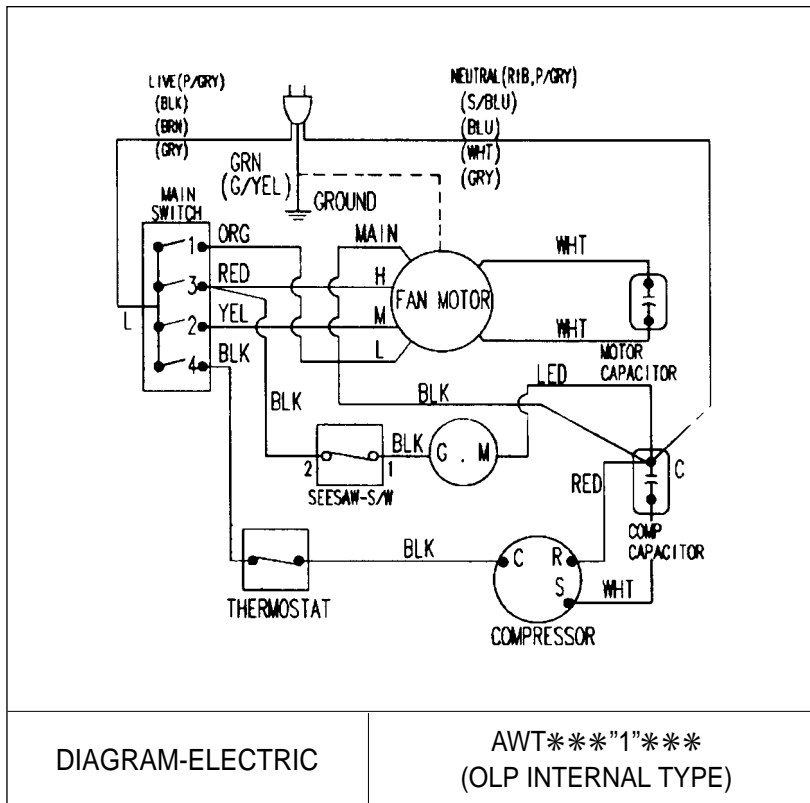 LIVE(P/GRY)
(BLK)
(BRN)
(GRY)
NEUTRAL(RIB,P/GRY)
(S/BLU)
(BLU)
(WHT)
(GRY)
GRN
(G/YEL)
GROUND
MAIN
SWITCH
1
ORG
MAIN
WHT
3
RED
H
FAN MOTOR
L
2
YEL
M
WHT
MOTOR
CAPACITOR
4
BLK
L
LED
BLK
BLK
2
1
BLK
G . M
SEESAW-S/W
RED
C
COMP
CAPACITOR
BLK
C
R
S
WHT
THERMOSTAT
COMPRESSOR
DIAGRAM-ELECTRIC
AWT✳✳✳"1"✳✳✳
(OLP INTERNAL TYPE)